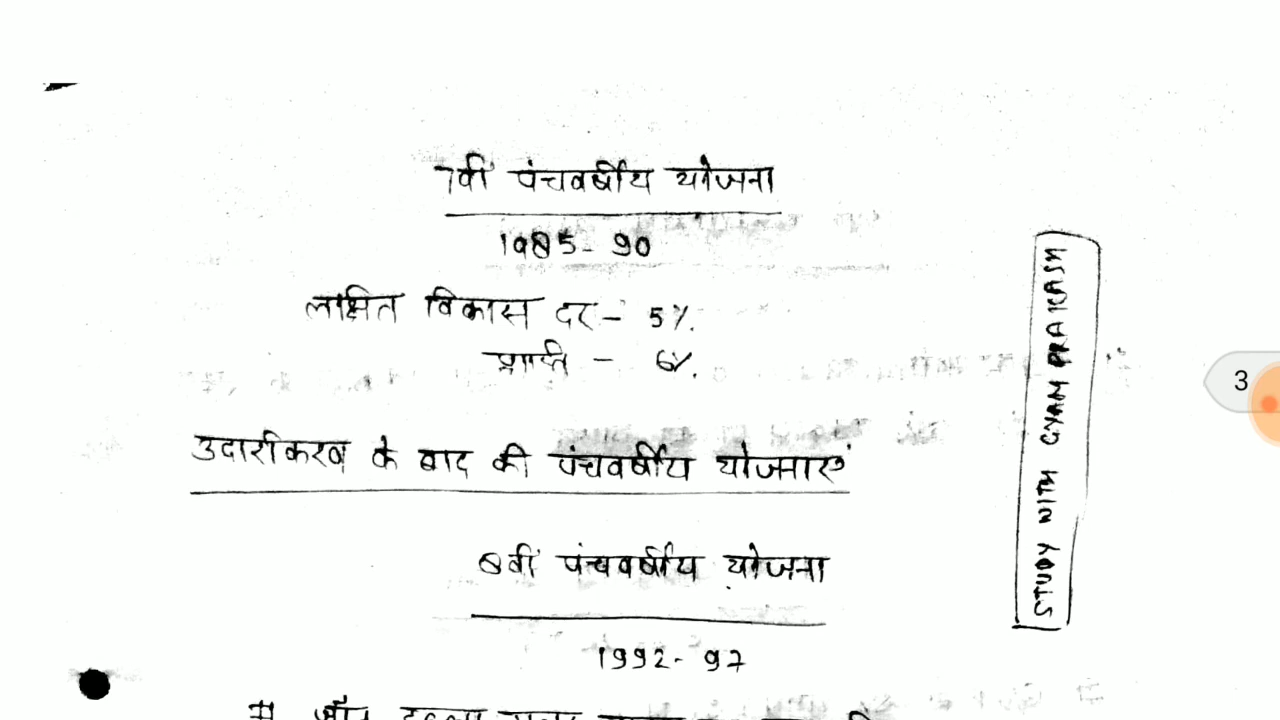 7वीं पंचवर्षीय योजना
1985-90
लक्षित विकास दर - 5%.
प्राप्ति - 6%.
उदारीकरण के बाद की पंचवर्षीय योजनाएं
8वीं पंचवर्षीय योजना
1992-97
STUDY WITH GYAM PRAKASH
3